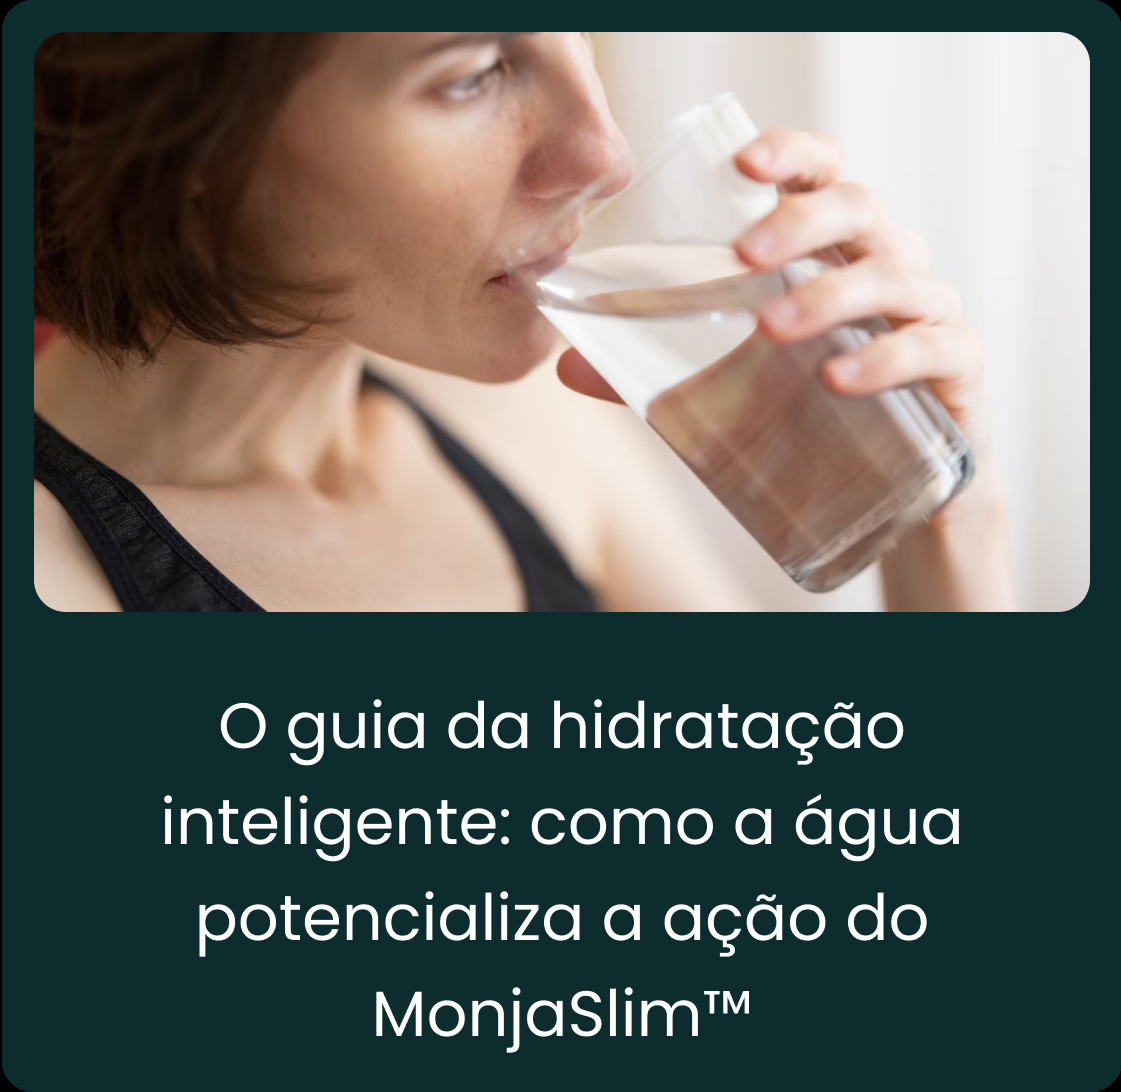 O guia da hidratação
inteligente: como a água
potencializa a ação do
MonjaSlim™